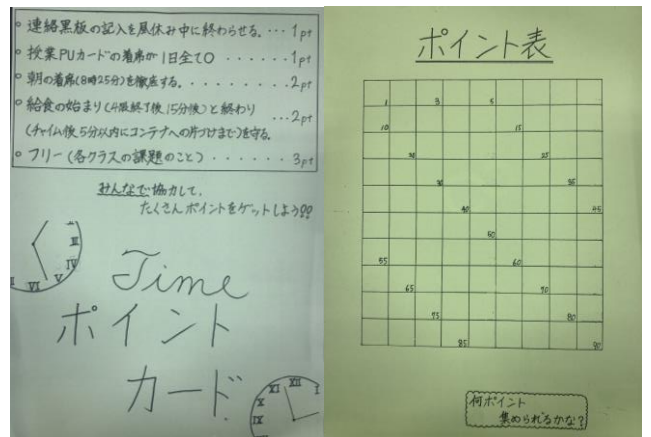 ○ 連絡黒板の記入を昼休み中に終わらせる。…1pt
○ 授業PUカードの着席が1日全て○ ・・・・・・1pt
○ 朝の着席(8時25分)を徹底する。・・・・・2pt
○ 給食の始まり(4限終了後、15分後)と終わり
(チャイム後、5分以内にコンテナへの片づけまで)を守る。…2pt
○ フリー(各クラスの課題のこと)・・・・・・・3pt
みんなで協力して、
たくさんポイントをゲットしよう??
III
IV
V
VI
Time
ポイント
カード
XI XII I
X
IX
ポイント表
1 3 5
10 15
20 25
30 35
40 45
50
55 60
65 70
75 80
85 90
何ポイント
集められるかな?